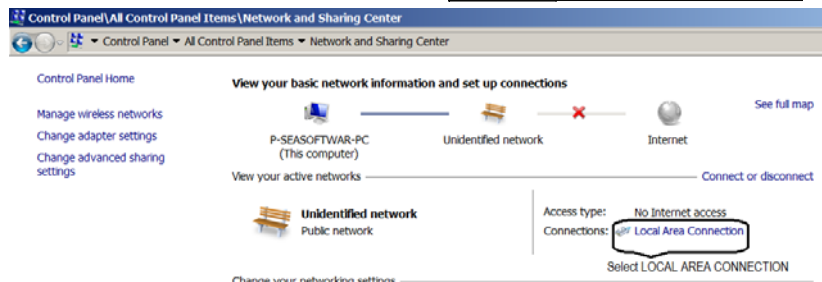 Control Panel\All Control Panel Items\Network and Sharing Center
Control Panel ▾ All Control Panel Items ▾ Network and Sharing Center
Control Panel Home
Manage wireless networks
Change adapter settings
Change advanced sharing
settings
View your basic network information and set up connections
See full map
P-SEASOFTWAR-PC
(This computer)
Unidentified network
Internet
View your active networks
Connect or disconnect
Unidentified network
Public network
Access type: No Internet access
Connections: Local Area Connection
Select LOCAL AREA CONNECTION
Change your networking settings